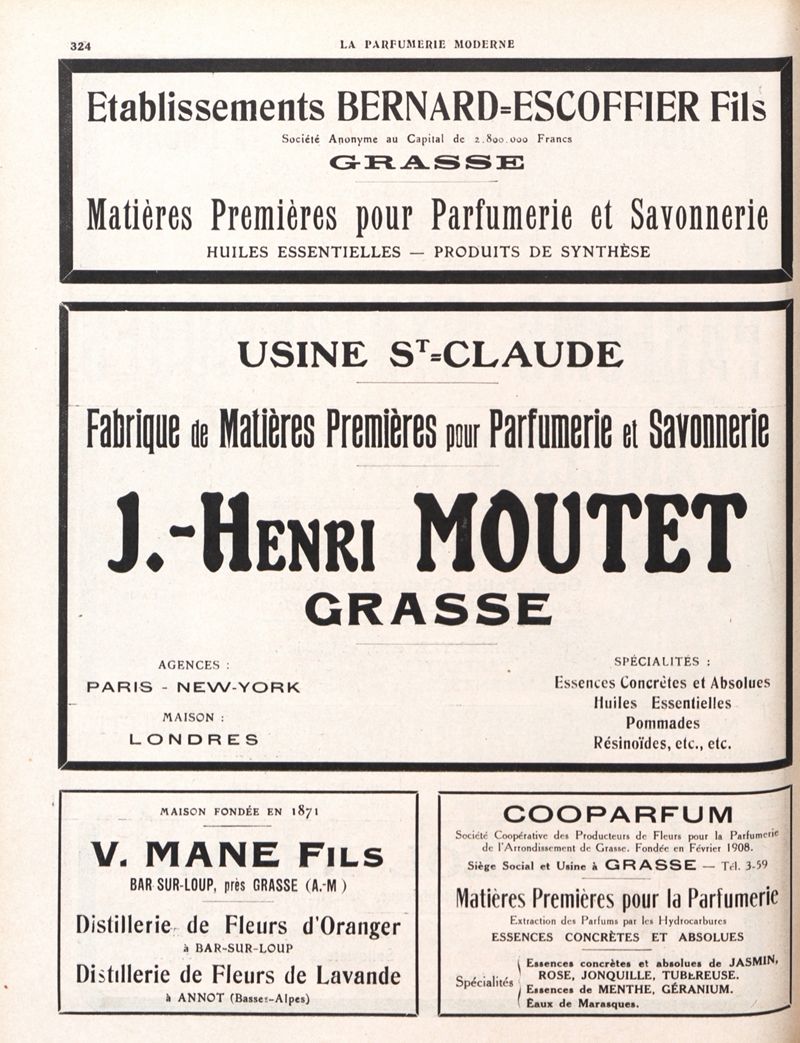 324
LA PARFUMERIE MODERNE
Etablissements BERNARD=ESCOFFIER Fils
Société Anonyme au Capital de 2.800.000 Francs
GRASSE
Matières Premières pour Parfumerie et Savonnerie
HUILES ESSENTIELLES — PRODUITS DE SYNTHÈSE
USINE ST=CLAUDE
Fabrique de Matières Premières pour Parfumerie et Savonnerie
J.-HENRI MOUTET
GRASSE
AGENCES :
PARIS - NEW-YORK
MAISON :
LONDRES
SPÉCIALITÉS :
Essences Concrètes et Absolues
Huiles Essentielles
Pommades
Résinoïdes, etc., etc.
MAISON FONDÉE EN 1871
V. MANE FILS
BAR SUR-LOUP, près GRASSE (A.-M )
Distillerie de Fleurs d'Oranger
à BAR-SUR-LOUP
Distillerie de Fleurs de Lavande
à ANNOT (Basses-Alpes)
COOPARFUM
Société Coopérative des Producteurs de Fleurs pour la Parfumerie
de l'Arrondissement de Grasse. Fondée en Février 1908.
Siège Social et Usine à GRASSE — Tél. 3-59
Matières Premières pour la Parfumerie
Extraction des Parfums par les Hydrocarbures
ESSENCES CONCRÈTES ET ABSOLUES
Spécialités
Essences concrètes et absolues de JASMIN,
ROSE, JONQUILLE, TUBÉREUSE.
Essences de MENTHE, GÉRANIUM.
Eaux de Marasques.